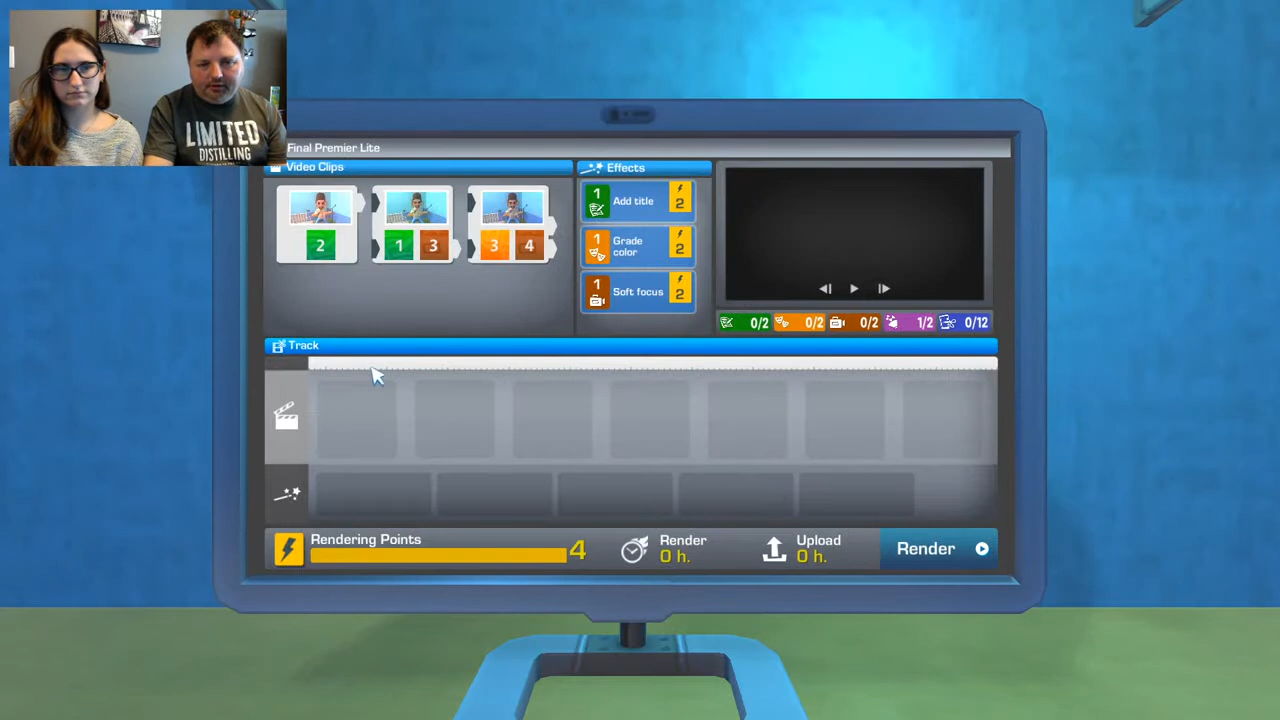 LIMITED
DISTILLING
Final Premier Lite
Video Clips
Effects
2
1 3
3 4
1 Add title 2
1 Grade color 2
1 Soft focus 2
0/2 0/2 0/2 1/2 0/12
Track
Rendering Points 4
Render
0 h.
Upload
0 h.
Render